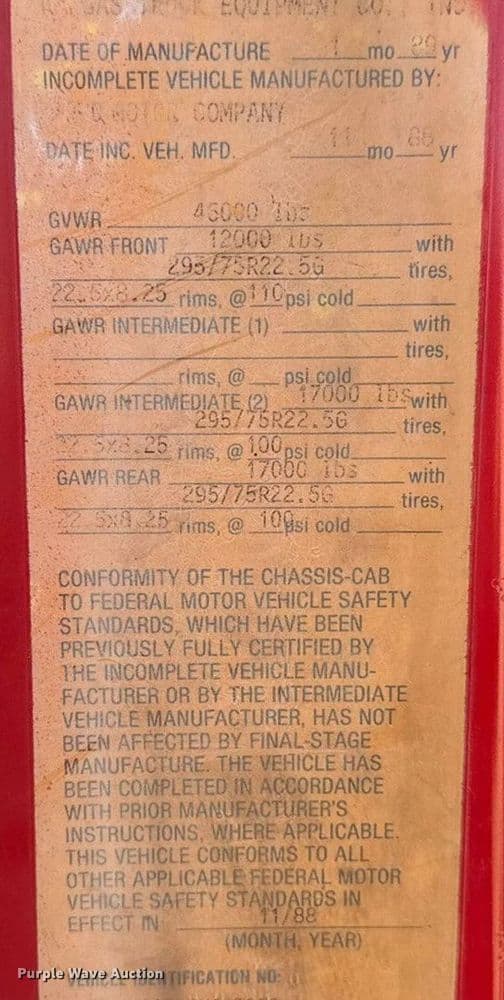 EQUIPMENT CO. INC
DATE OF MANUFACTURE 1 mo 89 yr
INCOMPLETE VEHICLE MANUFACTURED BY:
MOTOR COMPANY
DATE INC. VEH. MFD. 11 mo 88 yr
GVWR 46000 lbs
GAWR FRONT 12000 lbs with
295/75R22.5G tires,
22.5x8.25 rims, @ 110 psi cold
GAWR INTERMEDIATE (1) with
tires,
rims, @ psi cold
GAWR INTERMEDIATE (2) 17000 lbs with
295/75R22.5G tires,
22.5x8.25 rims, @ 100 psi cold
GAWR REAR 17000 lbs with
295/75R22.5G tires,
22.5x8.25 rims, @ 100 psi cold
CONFORMITY OF THE CHASSIS-CAB
TO FEDERAL MOTOR VEHICLE SAFETY
STANDARDS, WHICH HAVE BEEN
PREVIOUSLY FULLY CERTIFIED BY
THE INCOMPLETE VEHICLE MANU-
FACTURER OR BY THE INTERMEDIATE
VEHICLE MANUFACTURER, HAS NOT
BEEN AFFECTED BY FINAL-STAGE
MANUFACTURE. THE VEHICLE HAS
BEEN COMPLETED IN ACCORDANCE
WITH PRIOR MANUFACTURER'S
INSTRUCTIONS, WHERE APPLICABLE.
THIS VEHICLE CONFORMS TO ALL
OTHER APPLICABLE FEDERAL MOTOR
VEHICLE SAFETY STANDARDS IN
EFFECT IN 11/88
(MONTH, YEAR)
Purple Wave Auction
VEHICLE IDENTIFICATION NO: